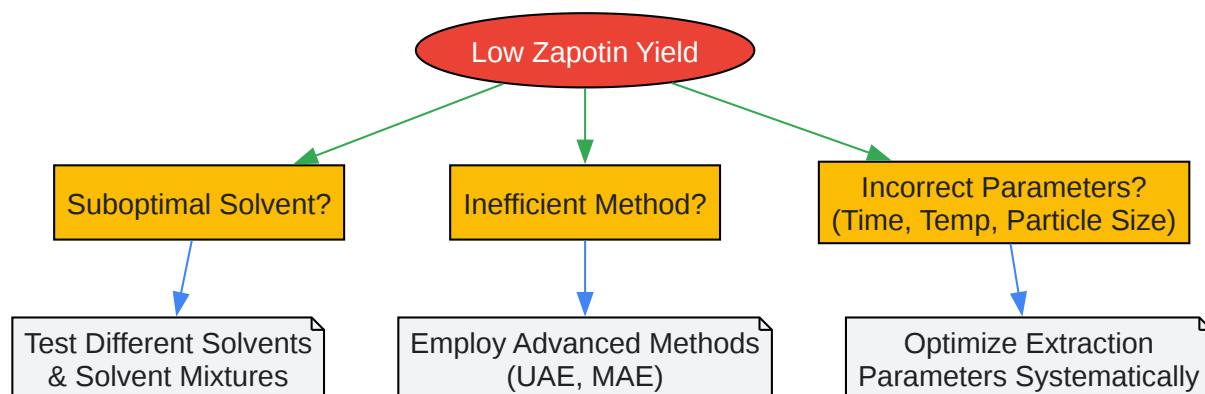 Low Zapotin Yield
Suboptimal Solvent?
Inefficient Method?
Incorrect Parameters?
(Time, Temp, Particle Size)
Test Different Solvents
& Solvent Mixtures
Employ Advanced Methods
(UAE, MAE)
Optimize Extraction
Parameters Systematically